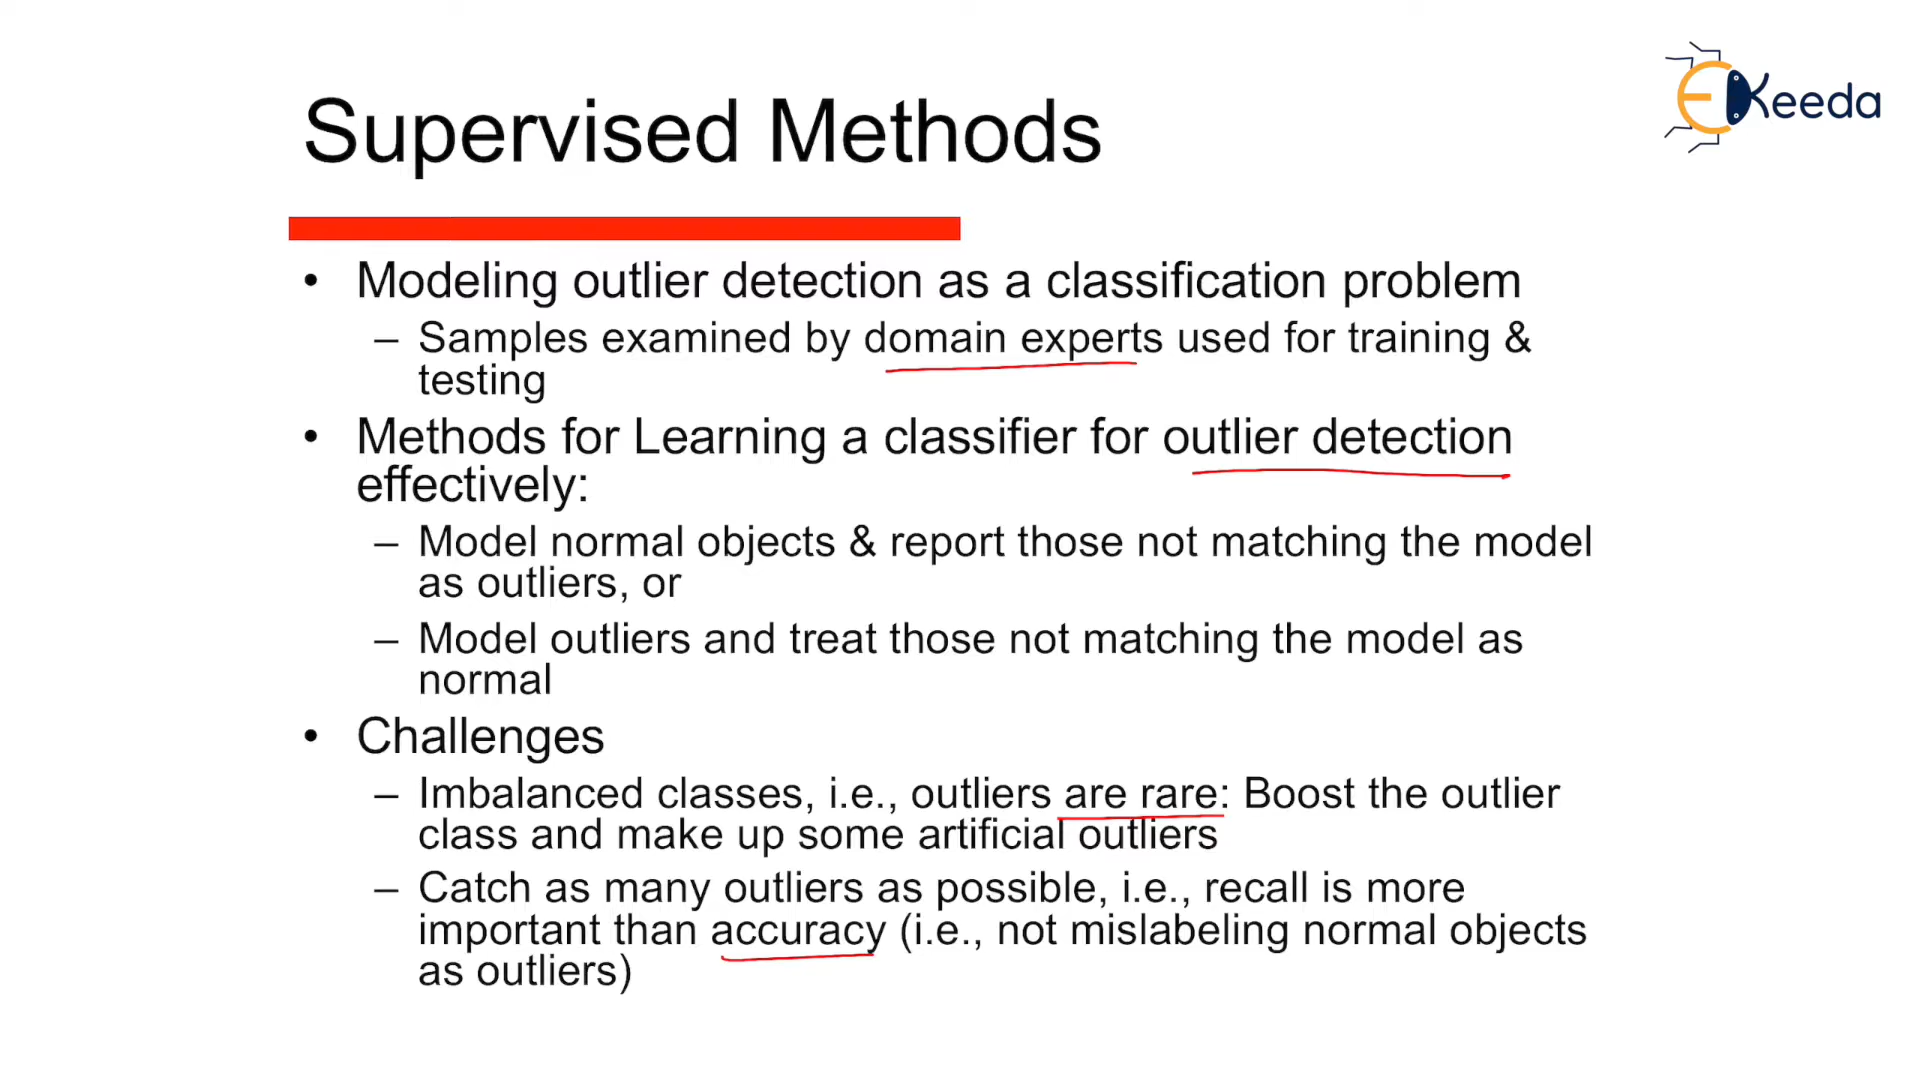 EKeeda
Supervised Methods
• Modeling outlier detection as a classification problem
– Samples examined by domain experts used for training &
testing
• Methods for Learning a classifier for outlier detection
effectively:
– Model normal objects & report those not matching the model
as outliers, or
– Model outliers and treat those not matching the model as
normal
• Challenges
– Imbalanced classes, i.e., outliers are rare: Boost the outlier
class and make up some artificial outliers
– Catch as many outliers as possible, i.e., recall is more
important than accuracy (i.e., not mislabeling normal objects
as outliers)